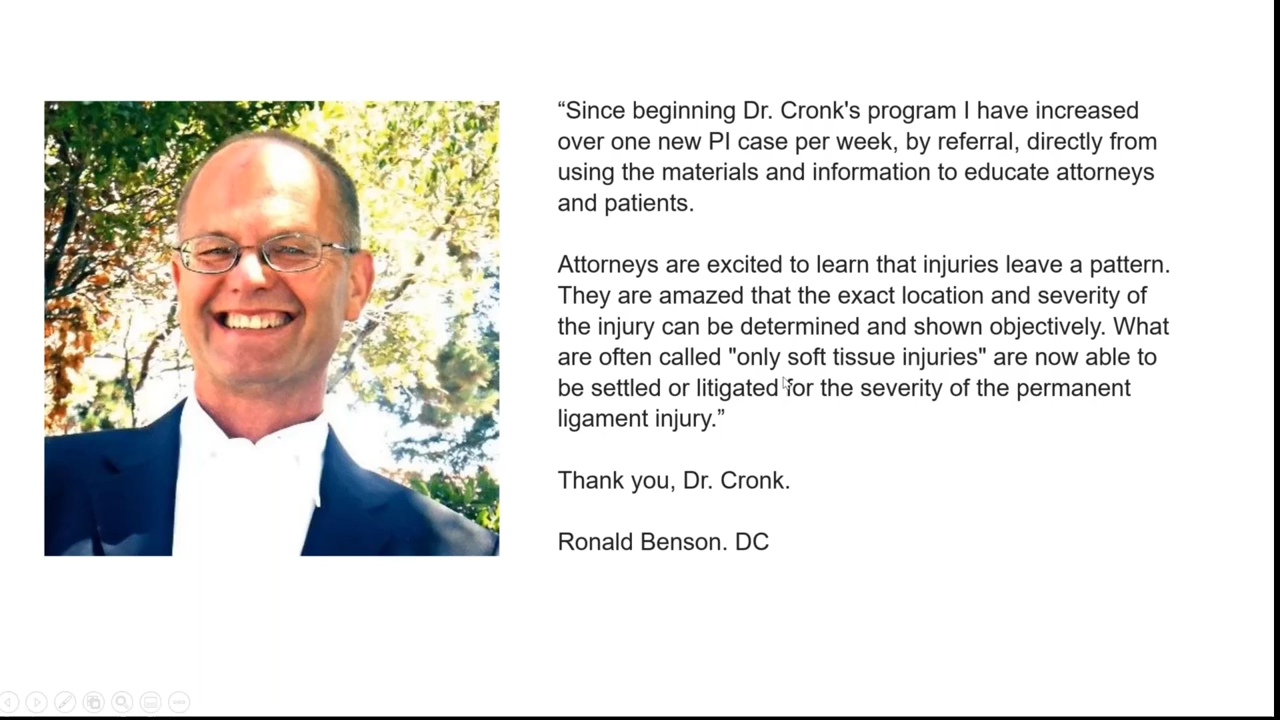 “Since beginning Dr. Cronk's program I have increased
over one new PI case per week, by referral, directly from
using the materials and information to educate attorneys
and patients.
Attorneys are excited to learn that injuries leave a pattern.
They are amazed that the exact location and severity of
the injury can be determined and shown objectively. What
are often called "only soft tissue injuries" are now able to
be settled or litigated for the severity of the permanent
ligament injury.”
Thank you, Dr. Cronk.
Ronald Benson. DC